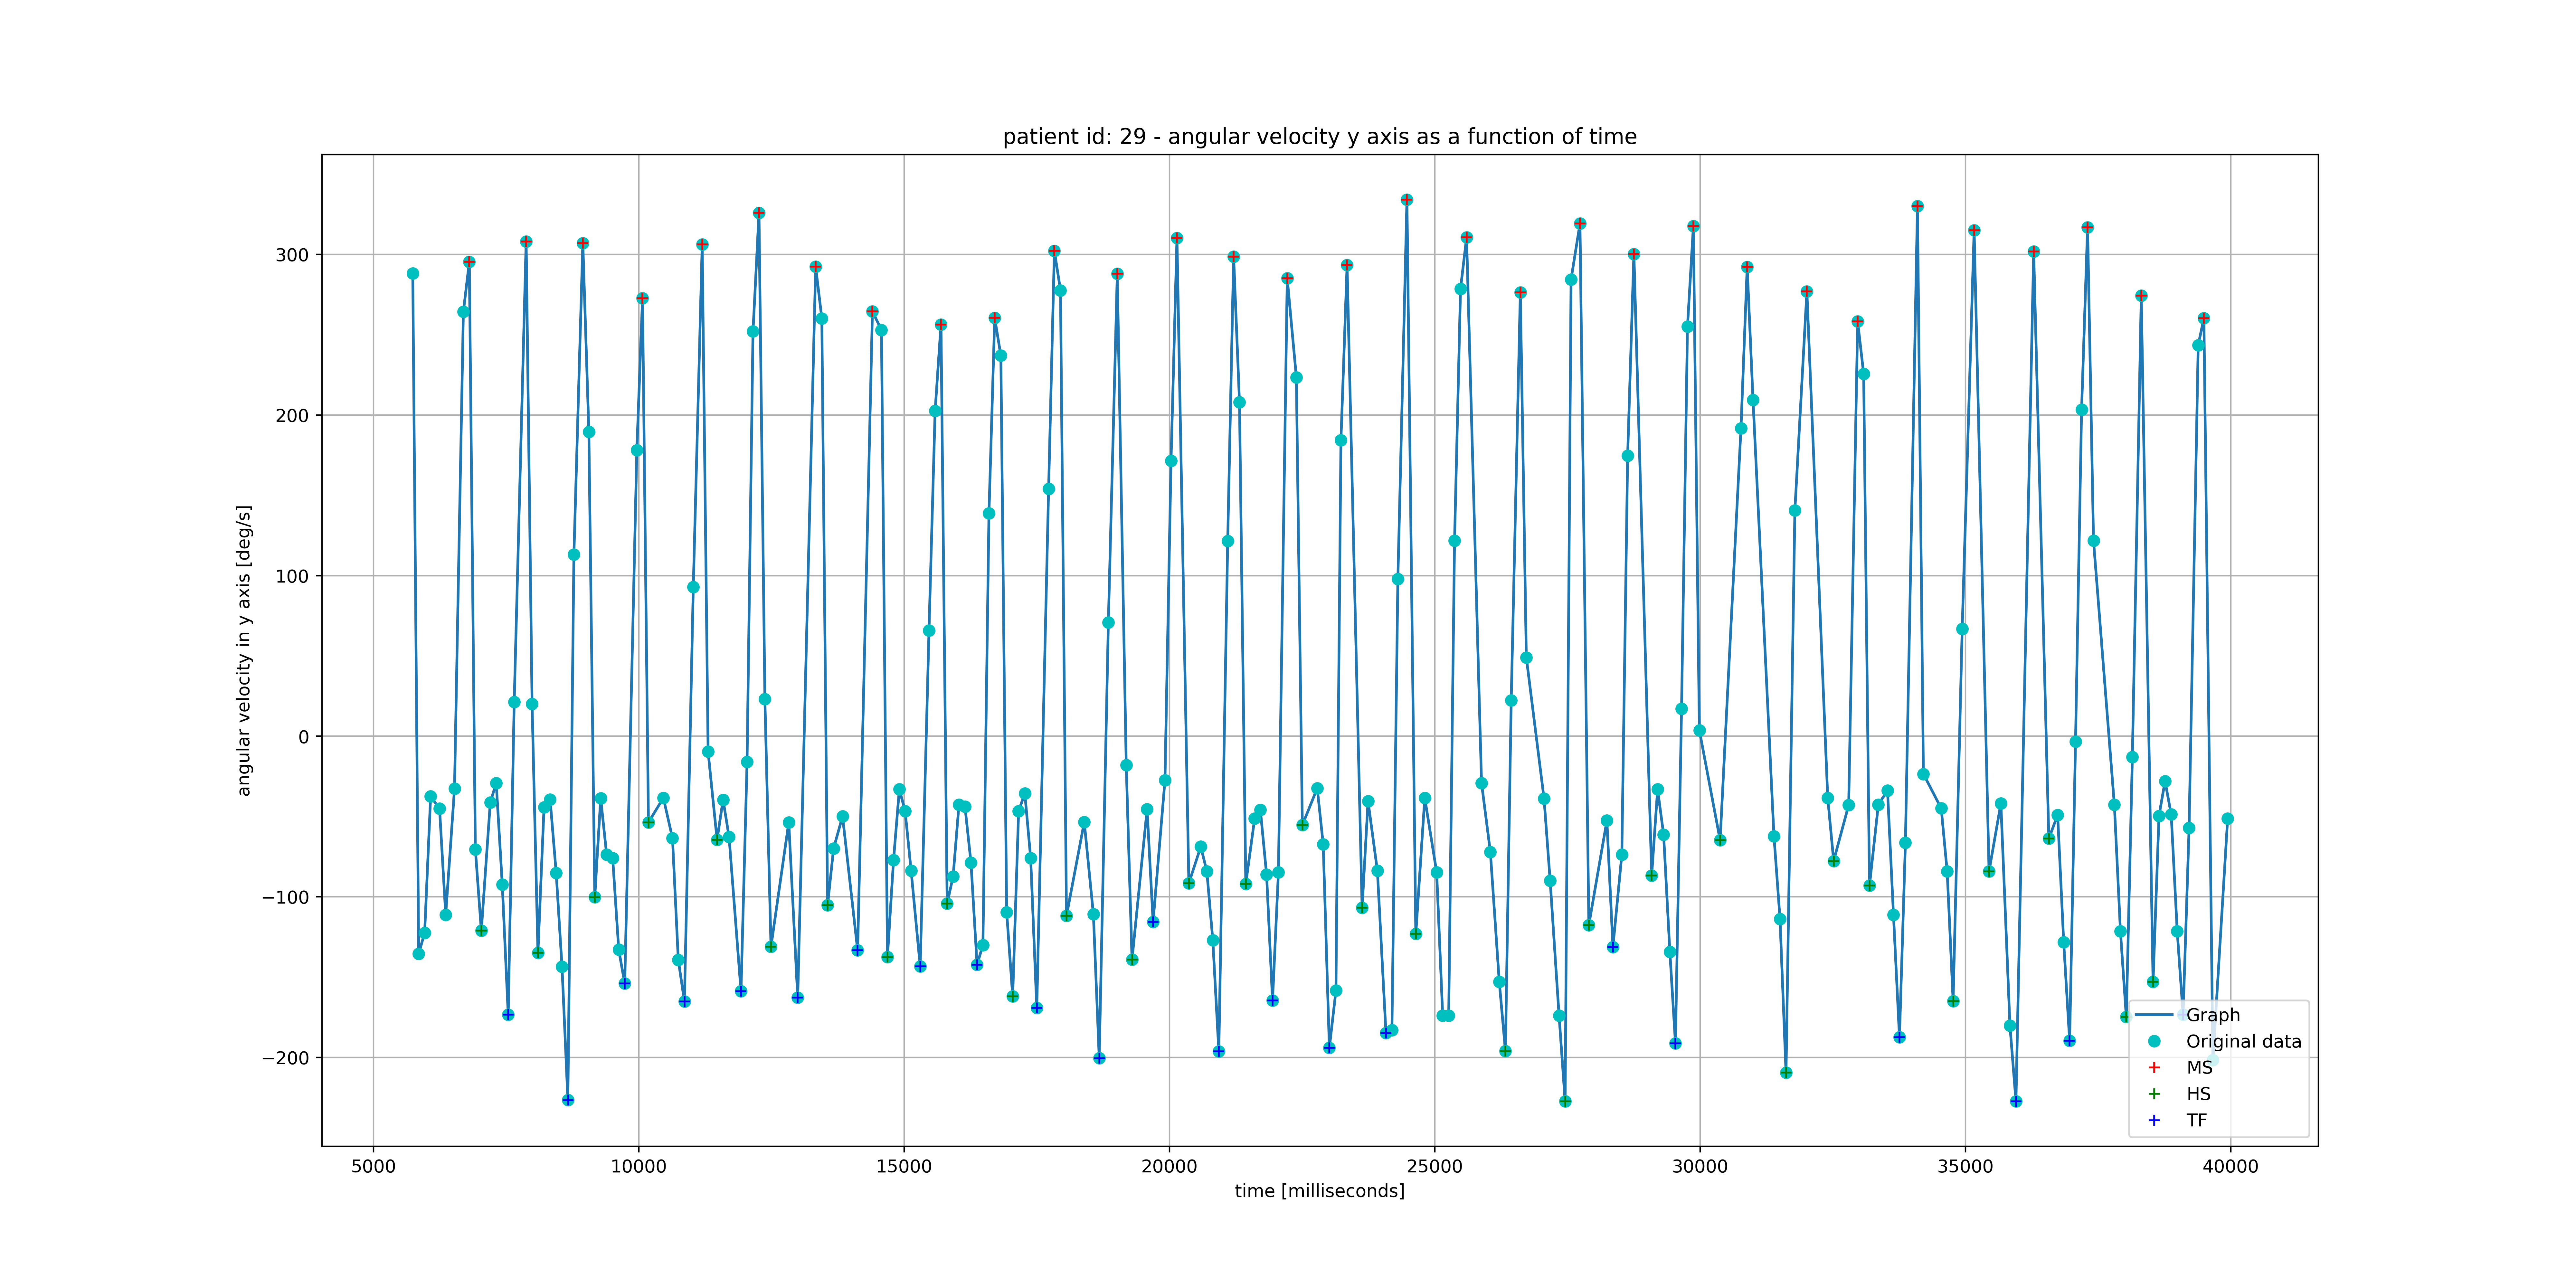 patient id: 29 - angular velocity y axis as a function of time
angular velocity in y axis [deg/s]
300
200
100
0
−100
−200
5000
10000
15000
20000
25000
30000
35000
40000
time [milliseconds]
Graph
Original data
MS
HS
TF